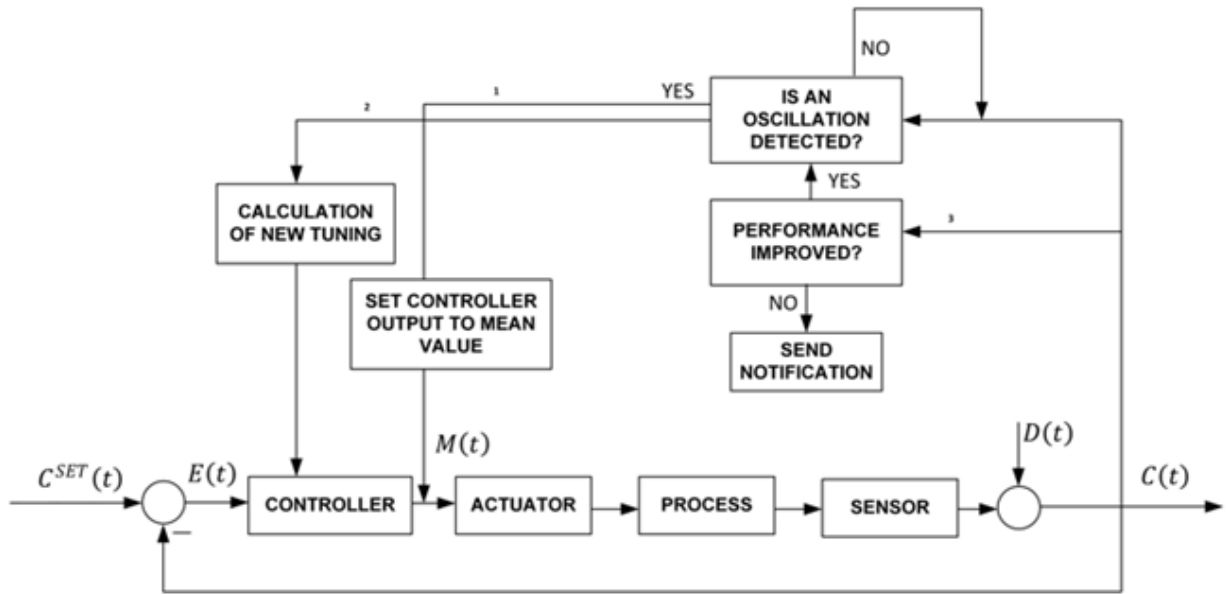 NO
YES
1
2
IS AN
OSCILLATION
DETECTED?
YES
CALCULATION
OF NEW TUNING
PERFORMANCE
IMPROVED?
3
SET CONTROLLER
OUTPUT TO MEAN
VALUE
NO
SEND
NOTIFICATION
C^{SET}(t)
E(t)
M(t)
D(t)
C(t)
CONTROLLER
ACTUATOR
PROCESS
SENSOR
—